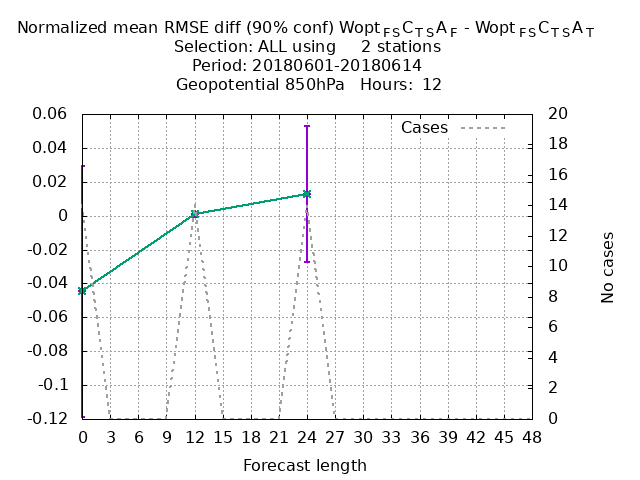 Normalized mean RMSE diff (90% conf) Wopt FS C TS A F - Wopt FS C TS A T
Selection: ALL using 2 stations
Period: 20180601-20180614
Geopotential 850hPa Hours: 12
Cases
0.06
0.04
0.02
0
-0.02
-0.04
-0.06
-0.08
-0.1
-0.12
20
18
16
14
12
10
8
6
4
2
0
No cases
0 3 6 9 12 15 18 21 24 27 30 33 36 39 42 45 48
Forecast length